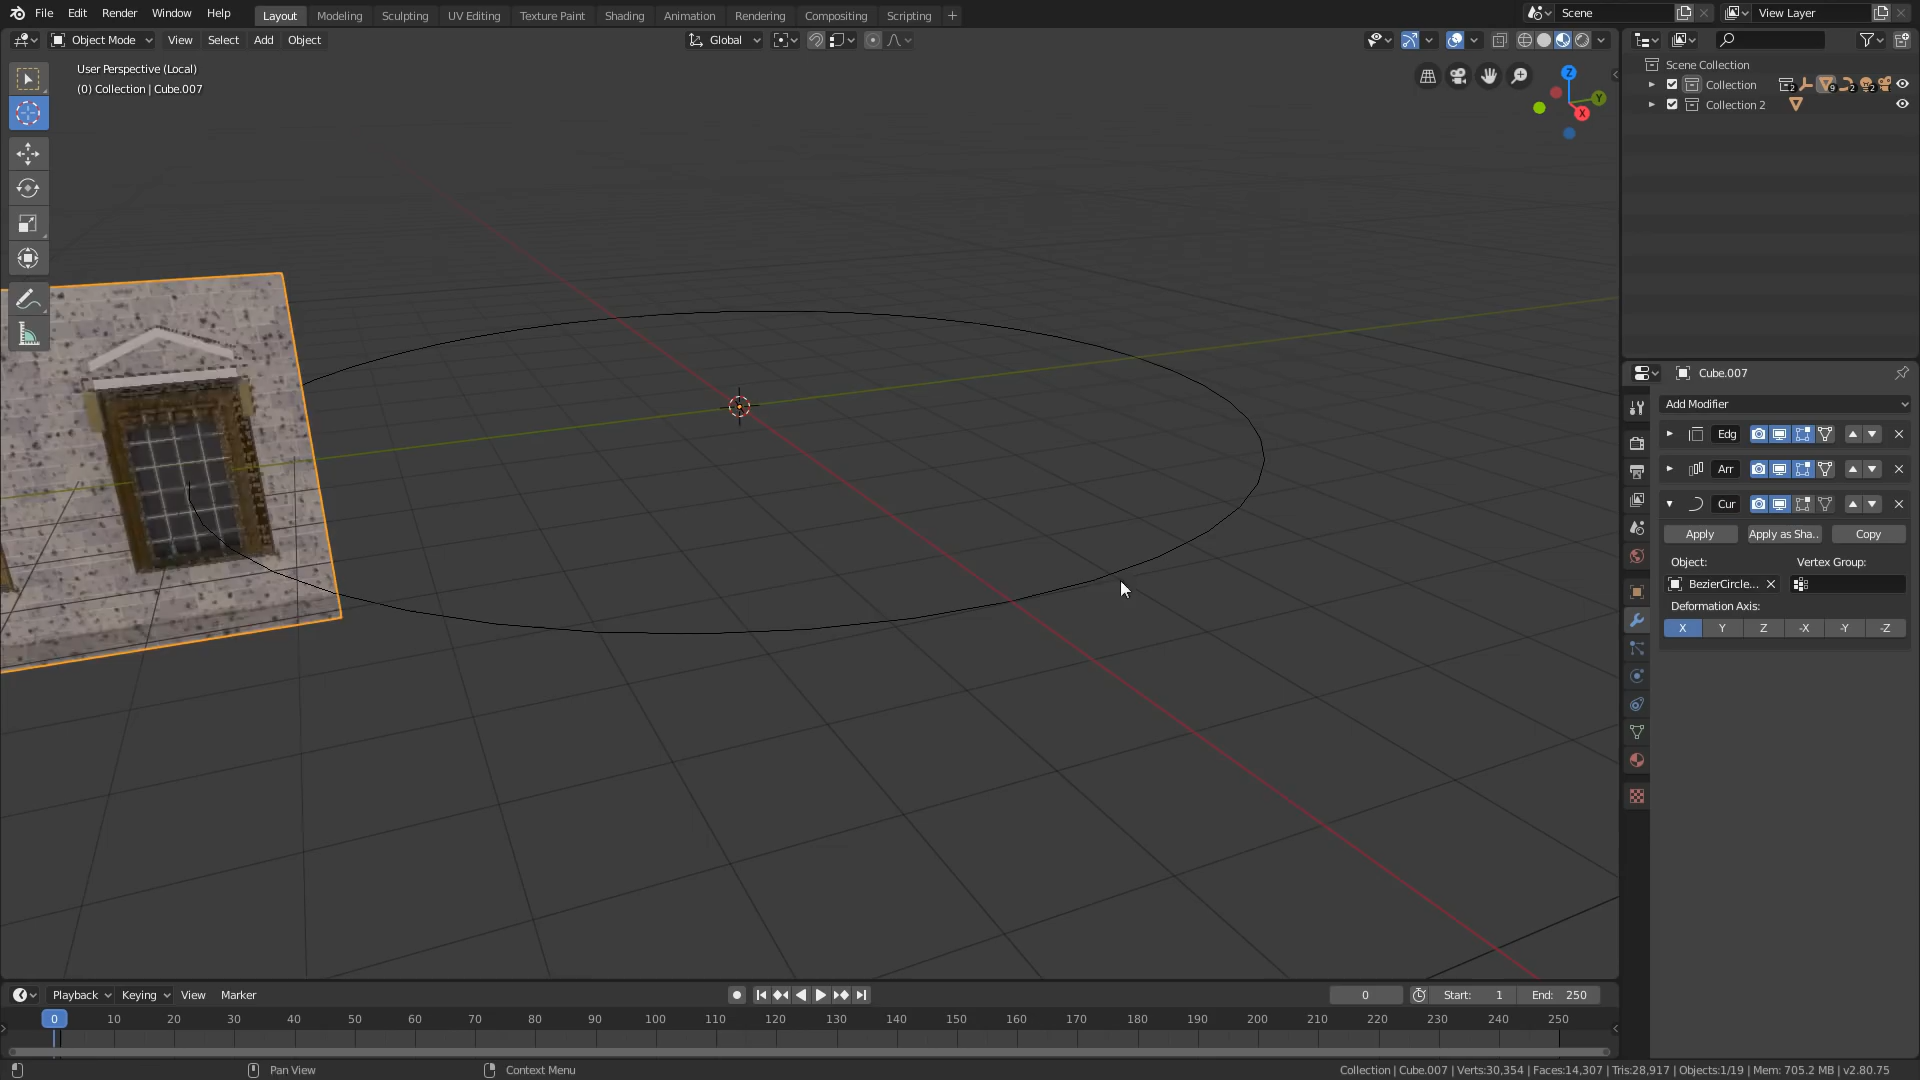 File Edit Render Window Help Layout Modeling Sculpting UV Editing Texture Paint Shading Animation Rendering Compositing Scripting + Scene View Layer
Object Mode View Select Add Object Global
User Perspective (Local)
(0) Collection | Cube.007
Z
Y
X
Scene Collection
Collection 2 9 2 2
Collection 2
Cube.007
Add Modifier
Edg
Arr
Cur
Apply Apply as Sha.. Copy
Object: Vertex Group:
BezierCircle...
Deformation Axis:
X Y Z -X -Y -Z
Playback Keying View Marker 0 Start: 1 End: 250
0 10 20 30 40 50 60 70 80 90 100 110 120 130 140 150 160 170 180 190 200 210 220 230 240 250
Pan View Context Menu Collection | Cube.007 | Verts:30,354 | Faces:14,307 | Tris:28,917 | Objects:1/19 | Mem: 705.2 MB | v2.80.75